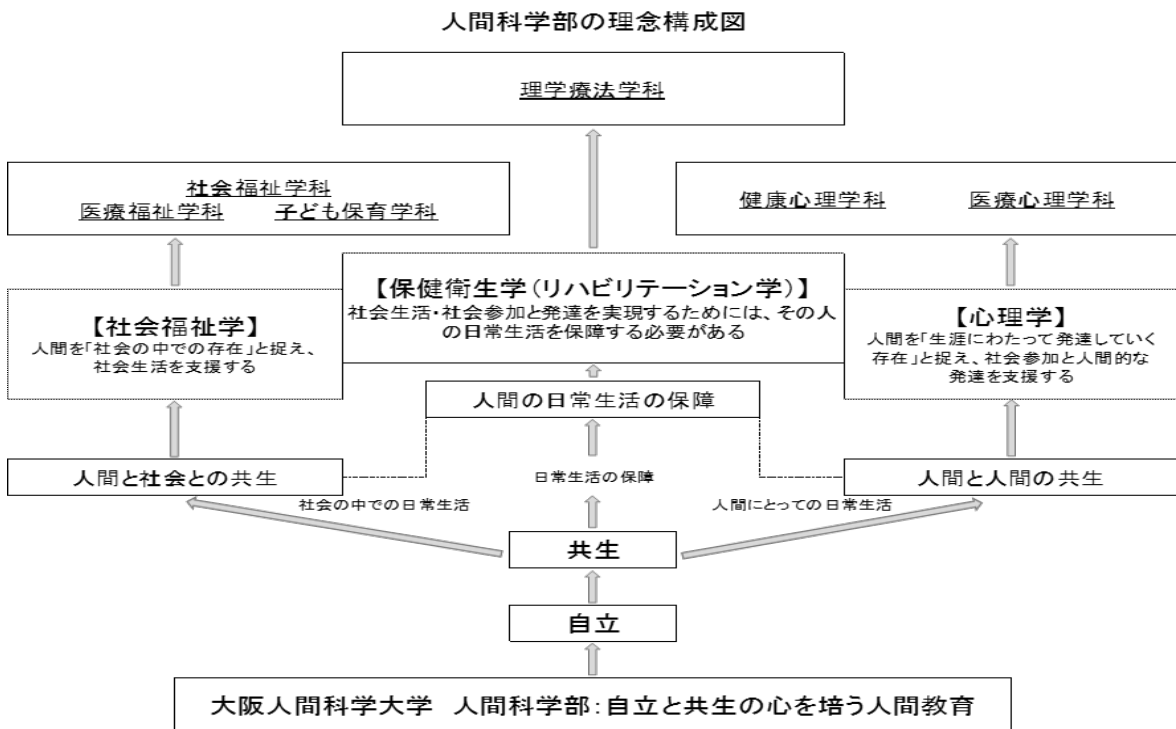 人間科学部の理念構成図
理学療法学科
社会福祉学科
医療福祉学科　子ども保育学科
健康心理学科　医療心理学科
【保健衛生学(リハビリテーション学)】
社会生活・社会参加と発達を実現するためには、その人
の日常生活を保障する必要がある
【社会福祉学】
人間を「社会の中での存在」と捉え、
社会生活を支援する
【心理学】
人間を「生涯にわたって発達していく
存在」と捉え、社会参加と人間的な
発達を支援する
人間の日常生活の保障
人間と社会との共生
日常生活の保障
人間と人間の共生
社会の中での日常生活
人間にとっての日常生活
共生
自立
大阪人間科学大学　人間科学部:自立と共生の心を培う人間教育